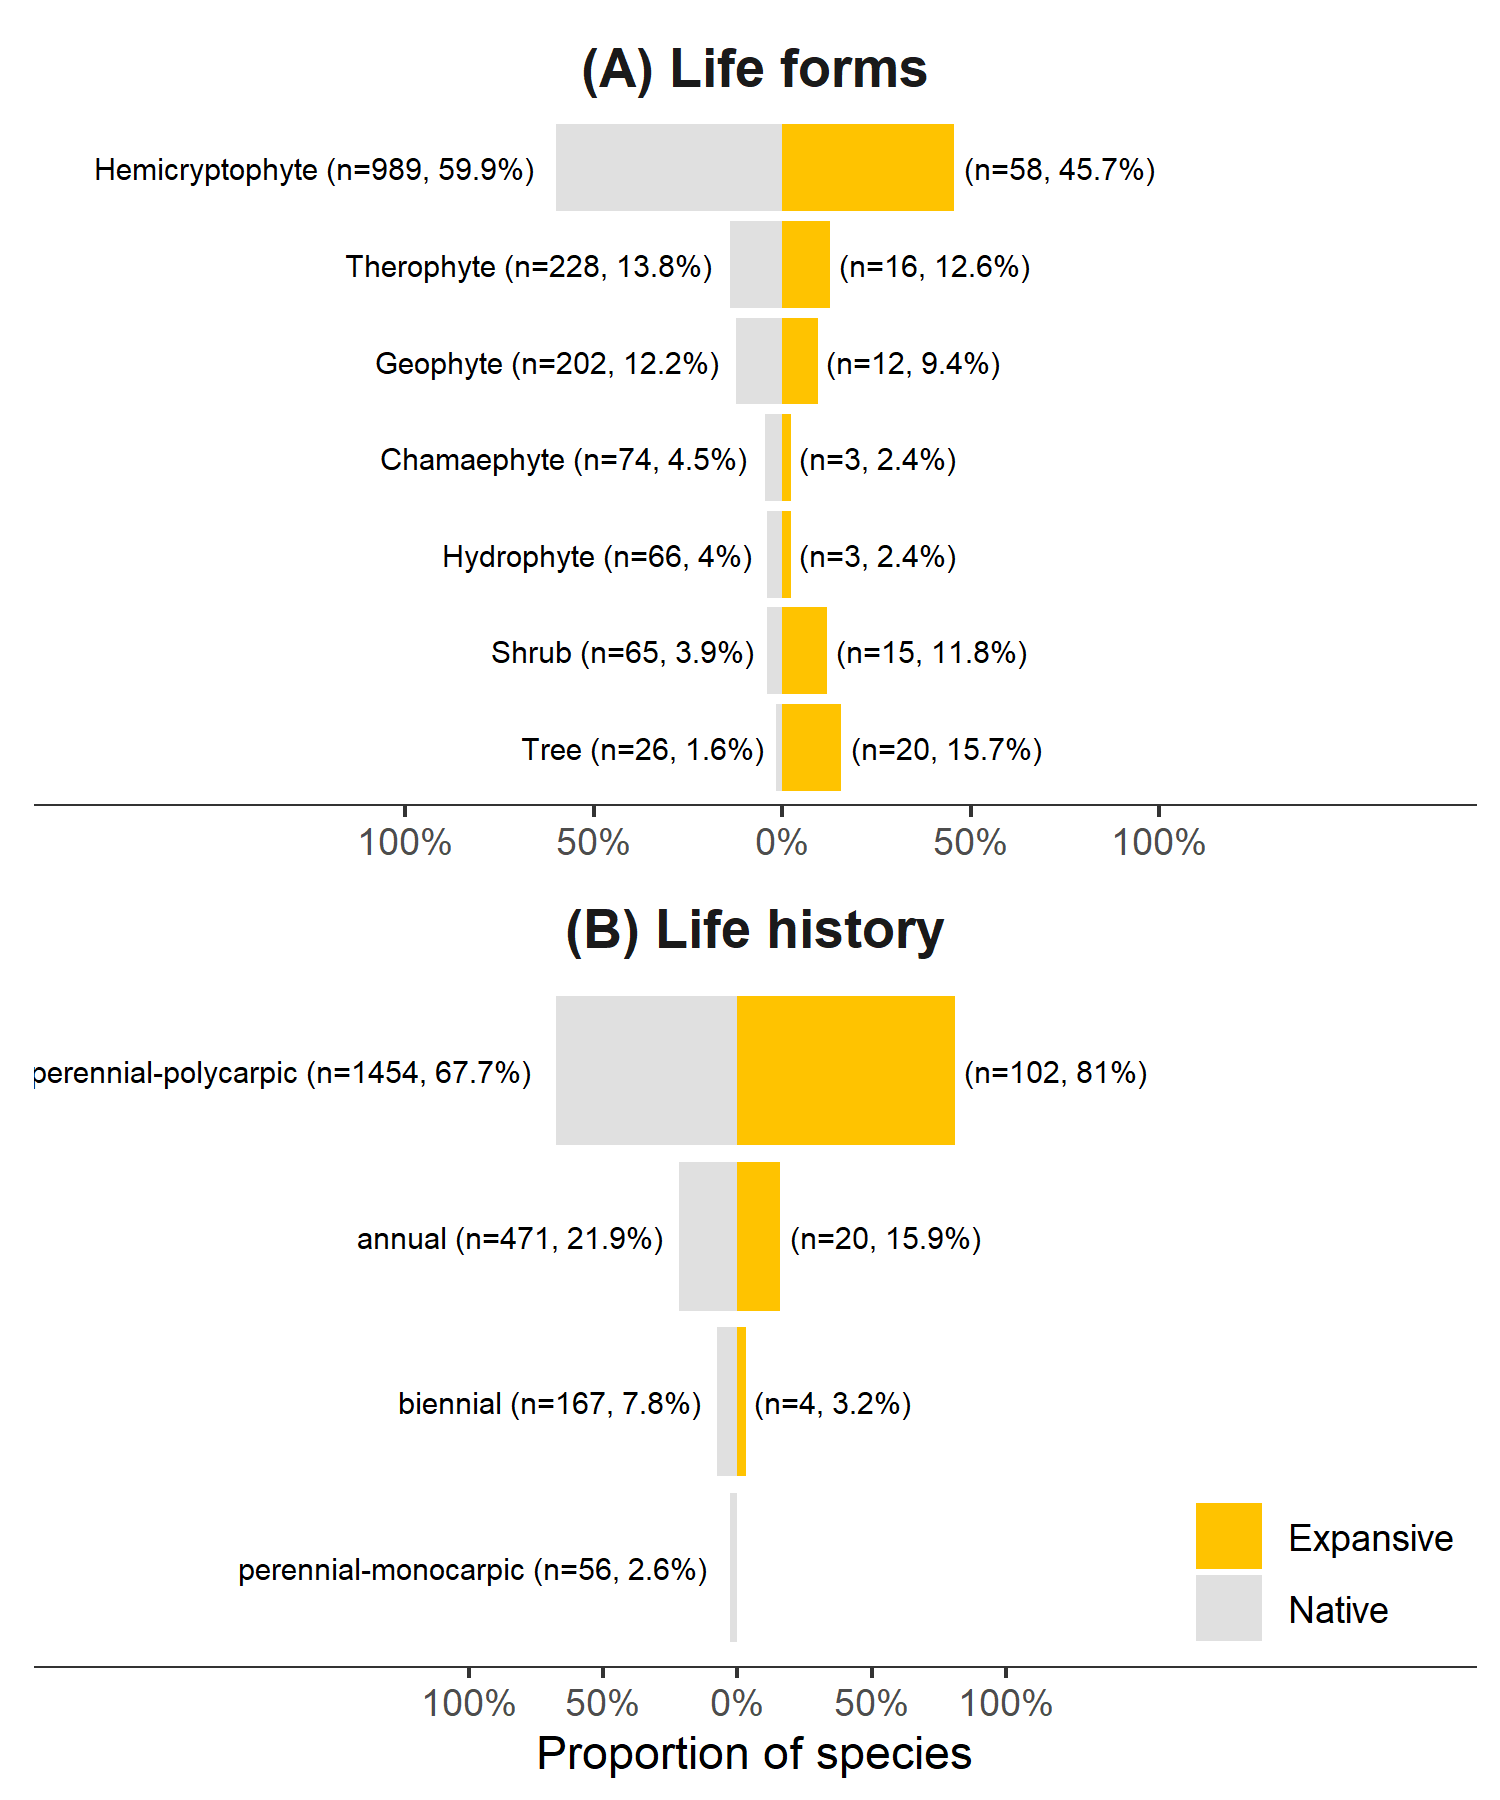 (A) Life forms
Hemicryptophyte (n=989, 59.9%) (n=58, 45.7%)
Therophyte (n=228, 13.8%) (n=16, 12.6%)
Geophyte (n=202, 12.2%) (n=12, 9.4%)
Chamaephyte (n=74, 4.5%) (n=3, 2.4%)
Hydrophyte (n=66, 4%) (n=3, 2.4%)
Shrub (n=65, 3.9%) (n=15, 11.8%)
Tree (n=26, 1.6%) (n=20, 15.7%)
100% 50% 0% 50% 100%
(B) Life history
perennial-polycarpic (n=1454, 67.7%) (n=102, 81%)
annual (n=471, 21.9%) (n=20, 15.9%)
biennial (n=167, 7.8%) (n=4, 3.2%)
perennial-monocarpic (n=56, 2.6%)
Expansive
Native
100% 50% 0% 50% 100%
Proportion of species